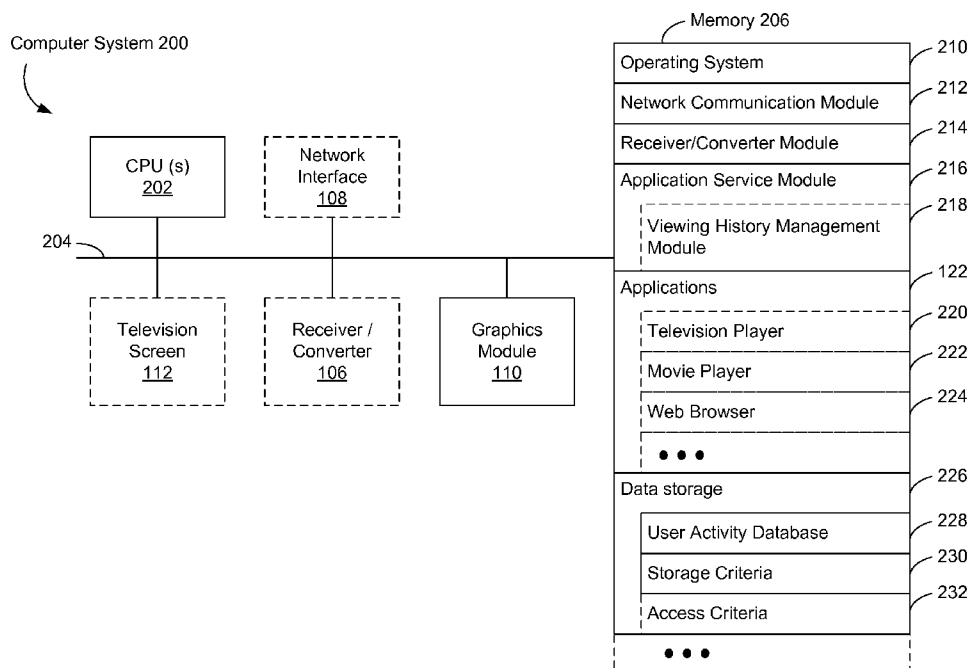 Computer System 200
CPU (s)
202
Network
Interface
108
204
Television
Screen
112
Receiver /
Converter
106
Graphics
Module
110
Memory 206
Operating System
210
Network Communication Module
212
Receiver/Converter Module
214
Application Service Module
216
Viewing History Management
Module
218
Applications
122
Television Player
220
Movie Player
222
Web Browser
224
● ● ●
Data storage
226
User Activity Database
228
Storage Criteria
230
Access Criteria
232
● ● ●